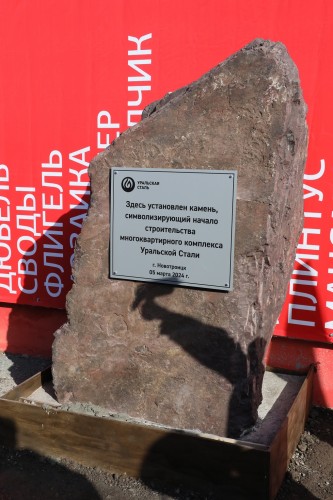 УРАЛЬСКАЯ
СТАЛЬ
Здесь установлен камень,
символизирующий начало
строительства
многоквартирного комплекса
Уральской Стали
г. Новотроицк
05 марта 2024 г.
СВОДЫ
ФЛИГЕЛЬ
ПЛИНТУС